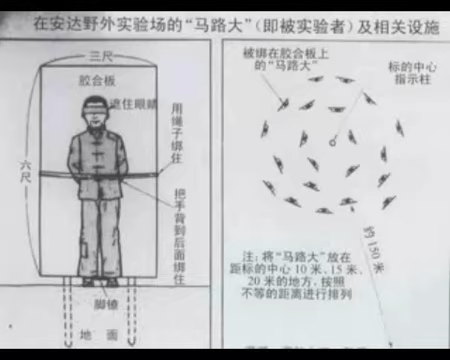 在安达野外实验场的“马路大”(即被实验者)及相关设施
三尺
胶合板
遮住眼睛
六尺
用绳子绑住
把手背到后面绑住
脚镣
地面
被绑在胶合板上
的“马路大”
标的中心
指示柱
约150米
注:将“马路大”放在
距标的中心10米、15米、
20米的地方,按照
不等的距离进行排列